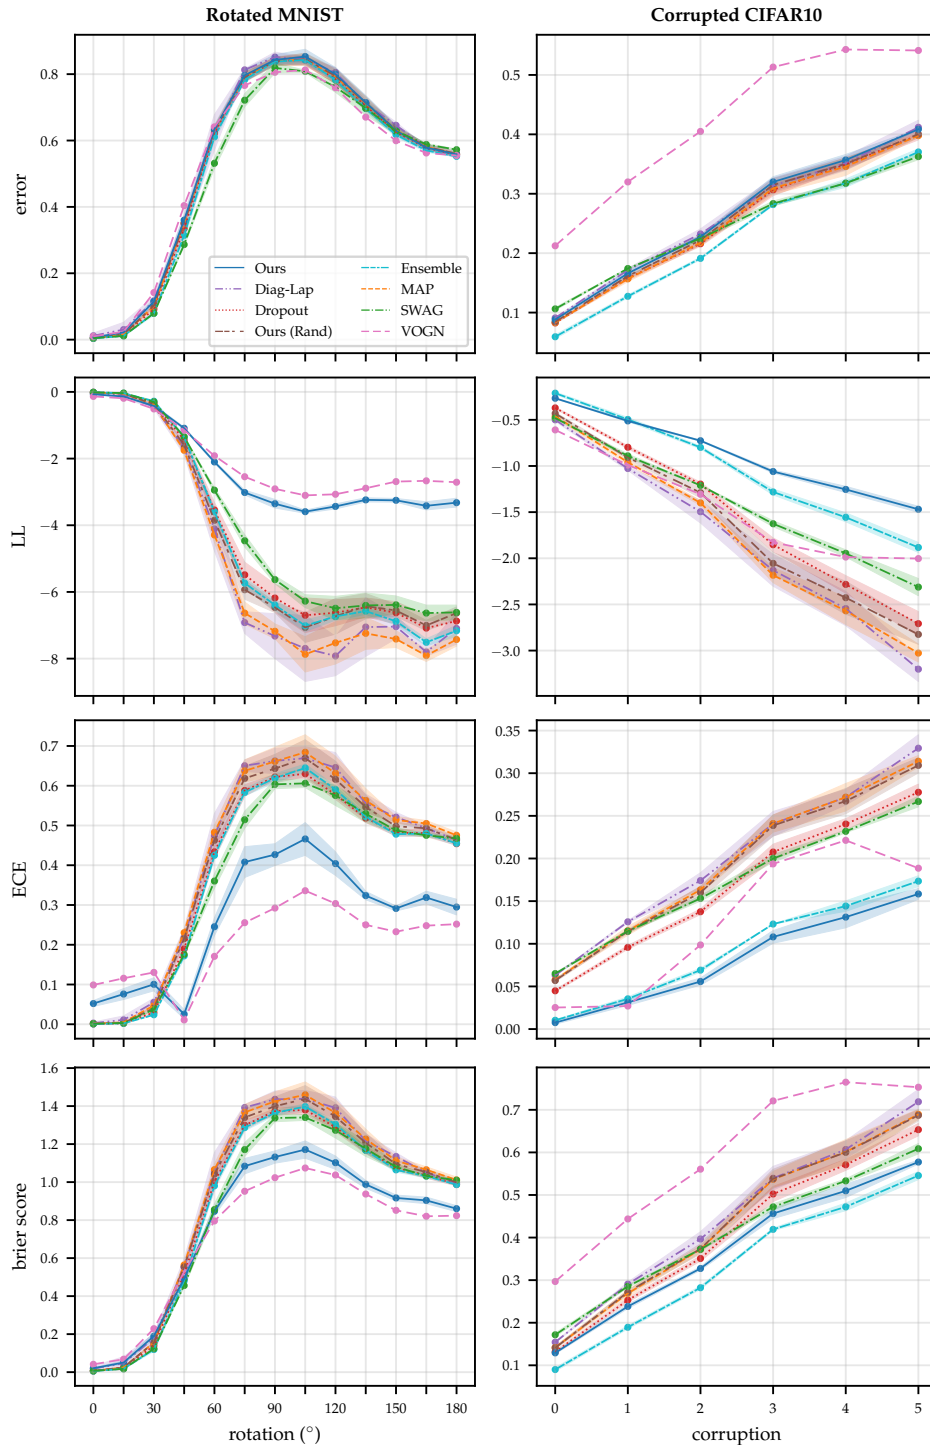 Rotated MNIST
Corrupted CIFAR10
error
0.8
0.6
0.4
0.2
0.0
Ours
Diag-Lap
Dropout
Ours (Rand)
Ensemble
MAP
SWAG
VOGN
0.5
0.4
0.3
0.2
0.1
LL
0
−2
−4
−6
−8
−0.5
−1.0
−1.5
−2.0
−2.5
−3.0
ECE
0.7
0.6
0.5
0.4
0.3
0.2
0.1
0.0
0.35
0.30
0.25
0.20
0.15
0.10
0.05
0.00
brier score
1.6
1.4
1.2
1.0
0.8
0.6
0.4
0.2
0.0
0 30 60 90 120 150 180
rotation (°)
0.7
0.6
0.5
0.4
0.3
0.2
0.1
0 1 2 3 4 5
corruption